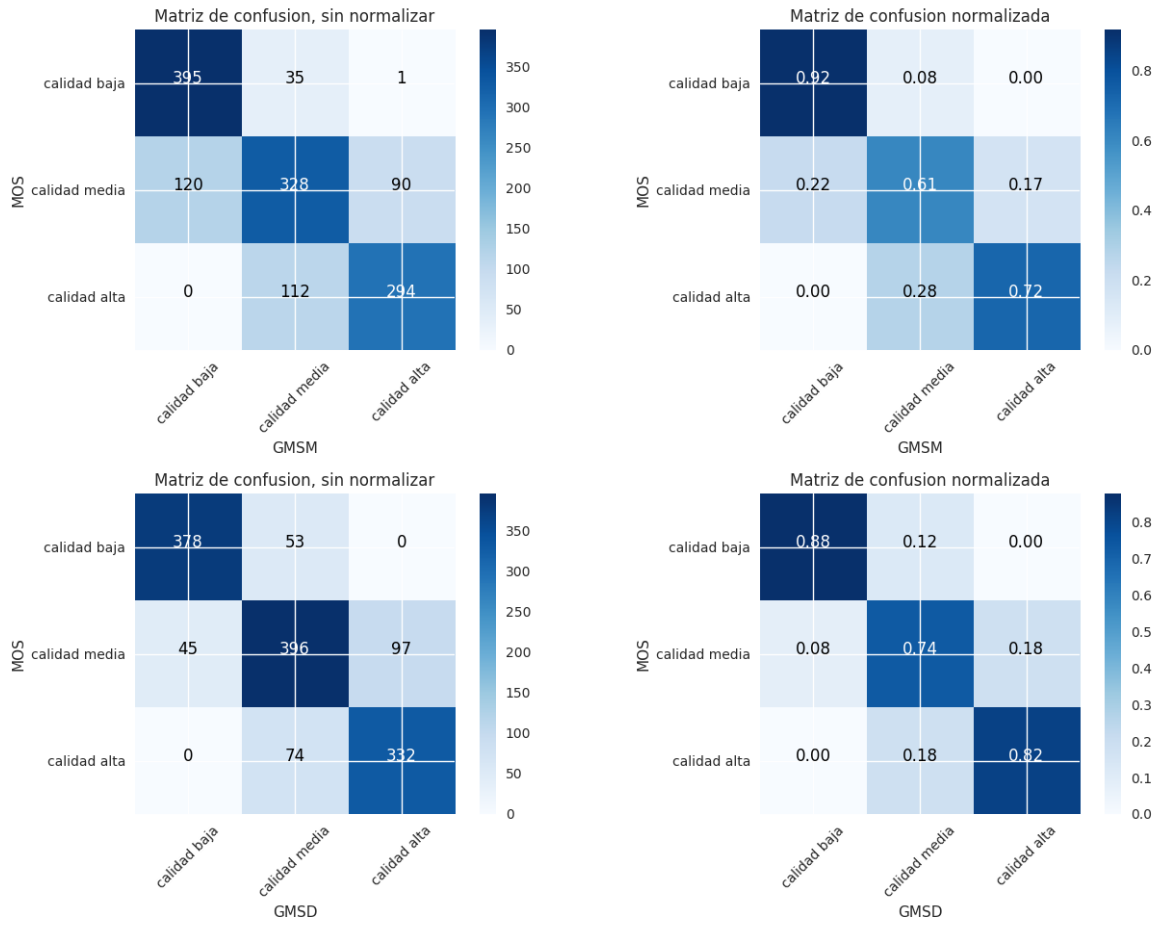 Matriz de confusion, sin normalizar
calidad baja 395 35 1
calidad media 120 328 90
calidad alta 0 112 294
MOS
calidad baja calidad media calidad alta
GMSM
350
300
250
200
150
100
50
0
Matriz de confusion normalizada
calidad baja 0.92 0.08 0.00
calidad media 0.22 0.61 0.17
calidad alta 0.00 0.28 0.72
MOS
calidad baja calidad media calidad alta
GMSM
0.8
0.6
0.4
0.2
0.0
Matriz de confusion, sin normalizar
calidad baja 378 53 0
calidad media 45 396 97
calidad alta 0 74 332
MOS
calidad baja calidad media calidad alta
GMSD
350
300
250
200
150
100
50
0
Matriz de confusion normalizada
calidad baja 0.88 0.12 0.00
calidad media 0.08 0.74 0.18
calidad alta 0.00 0.18 0.82
MOS
calidad baja calidad media calidad alta
GMSD
0.8
0.7
0.6
0.5
0.4
0.3
0.2
0.1
0.0